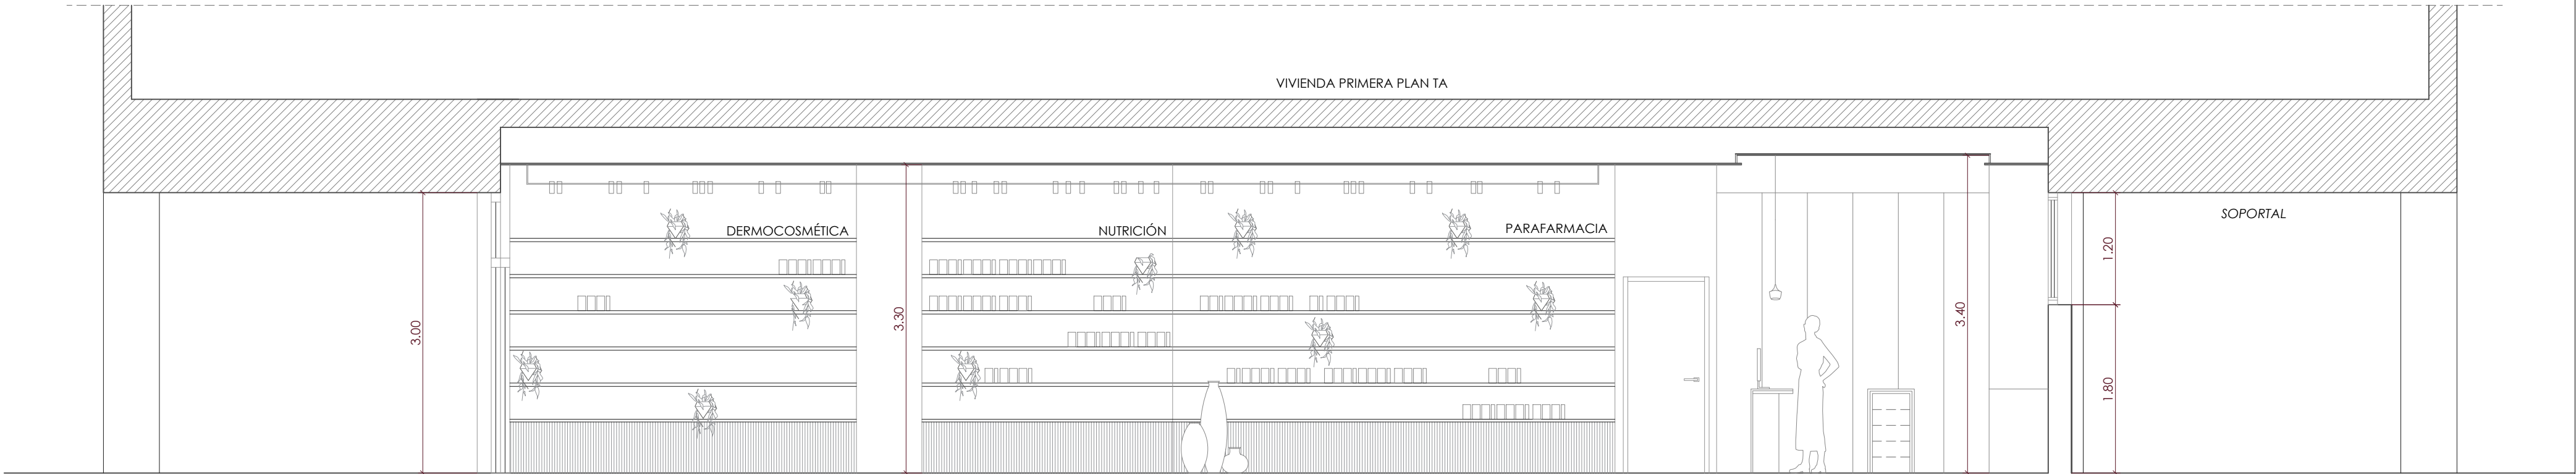 VIVIENDA PRIMERA PLAN TA
SOPORTAL
DERMOCOSMÉTICA
NUTRICIÓN
PARAFARMACIA
3.00
3.30
3.40
1.20
1.80